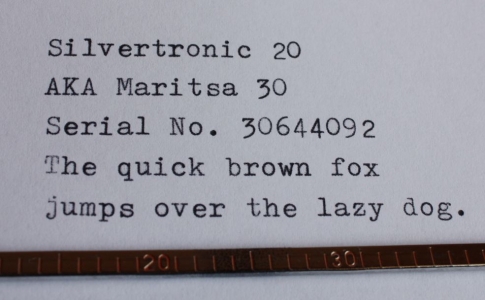 Silvertronic 20
AKA Maritsa 30
Serial No. 30644092
The quick brown fox
jumps over the lazy dog.
20 30